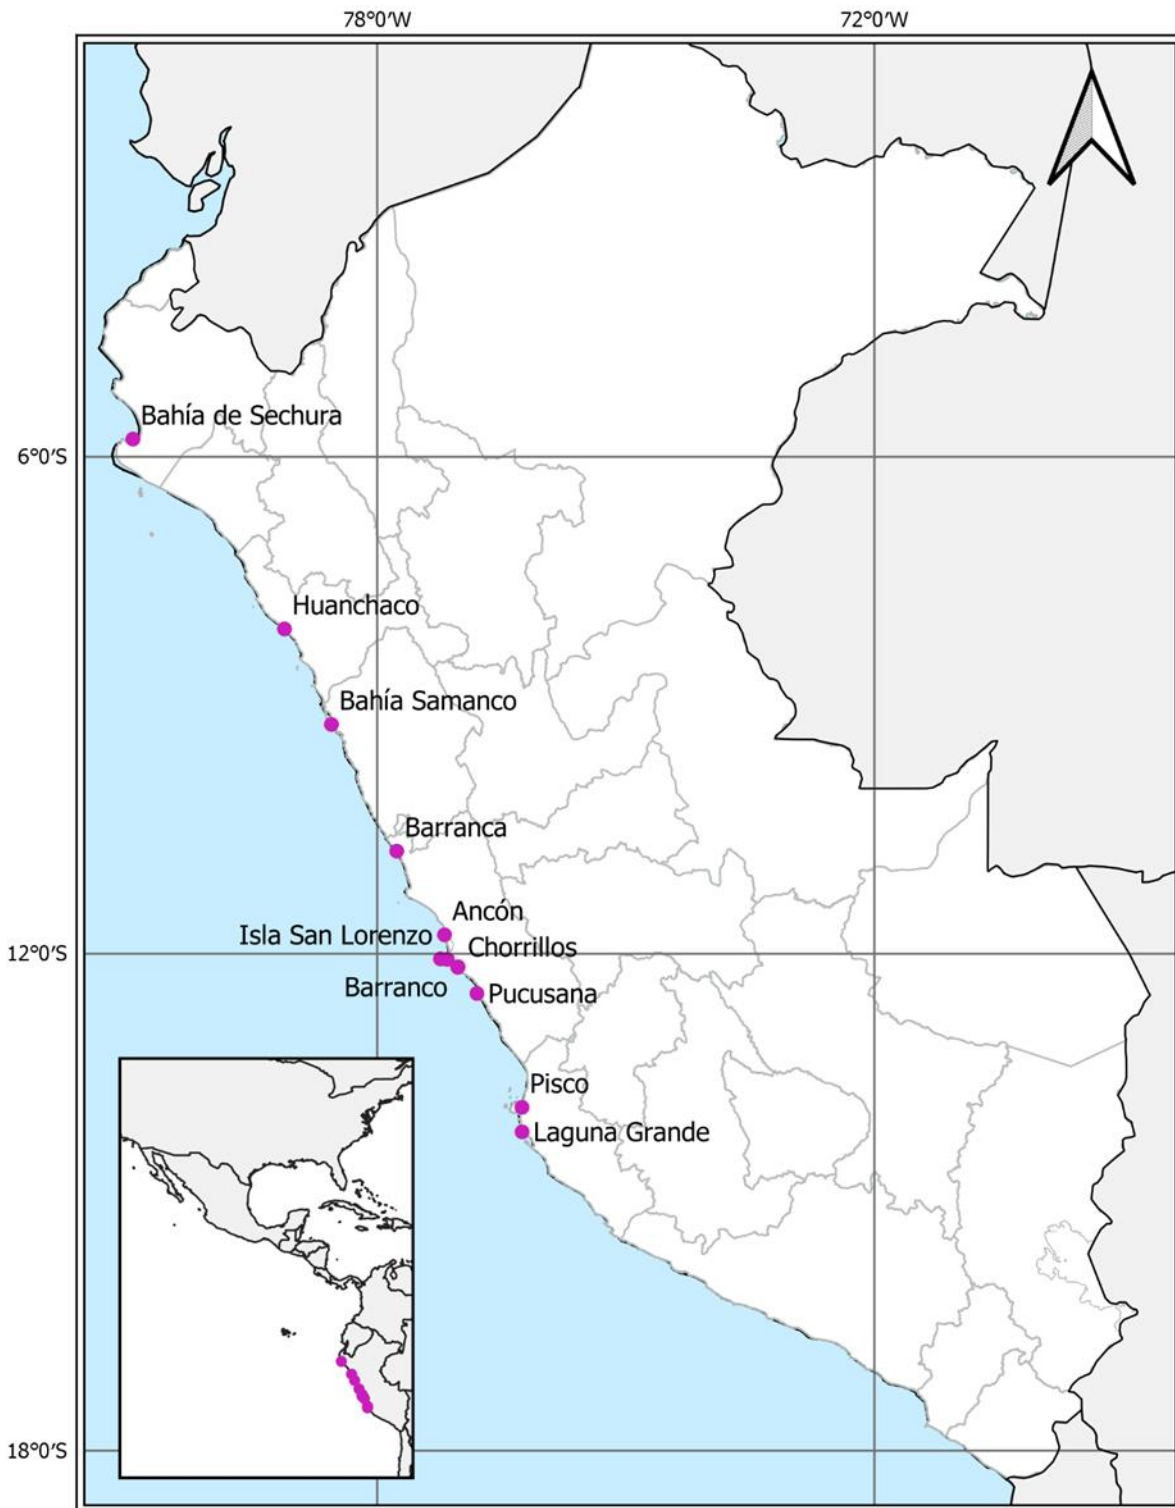 78°0′W
72°0′W
Bahía de Sechura
6°0′S
Huanchaco
Bahía Samanco
Barranca
Ancón
Isla San Lorenzo
Chorrillos
12°0′S
Barranco
Pucusana
Pisco
Laguna Grande
18°0′S